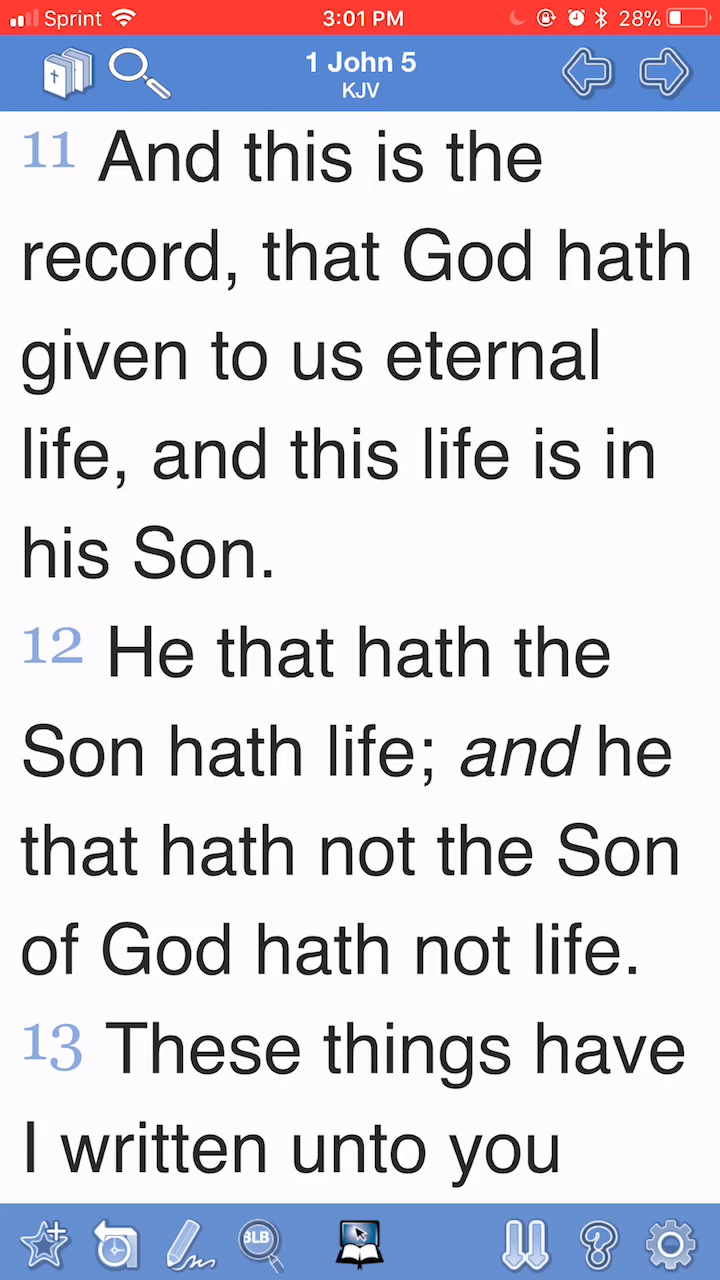 Sprint 3:01 PM 28%
1 John 5
KJV
11 And this is the
record, that God hath
given to us eternal
life, and this life is in
his Son.
12 He that hath the
Son hath life; and he
that hath not the Son
of God hath not life.
13 These things have
I written unto you
BLB